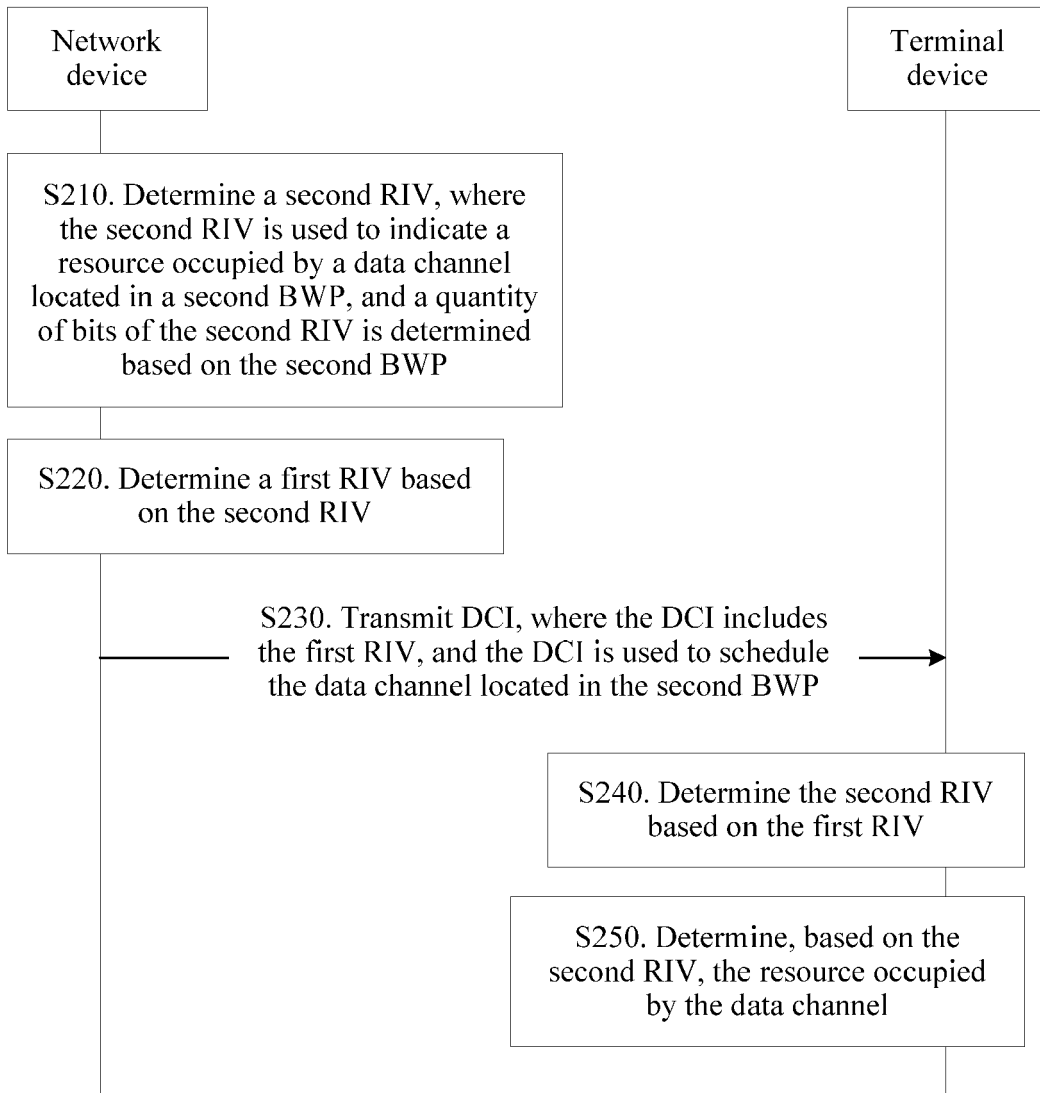 Network
device
Terminal
device
S210. Determine a second RIV, where
the second RIV is used to indicate a
resource occupied by a data channel
located in a second BWP, and a quantity
of bits of the second RIV is determined
based on the second BWP
S220. Determine a first RIV based
on the second RIV
S230. Transmit DCI, where the DCI includes
the first RIV, and the DCI is used to schedule
the data channel located in the second BWP
S240. Determine the second RIV
based on the first RIV
S250. Determine, based on the
second RIV, the resource occupied
by the data channel